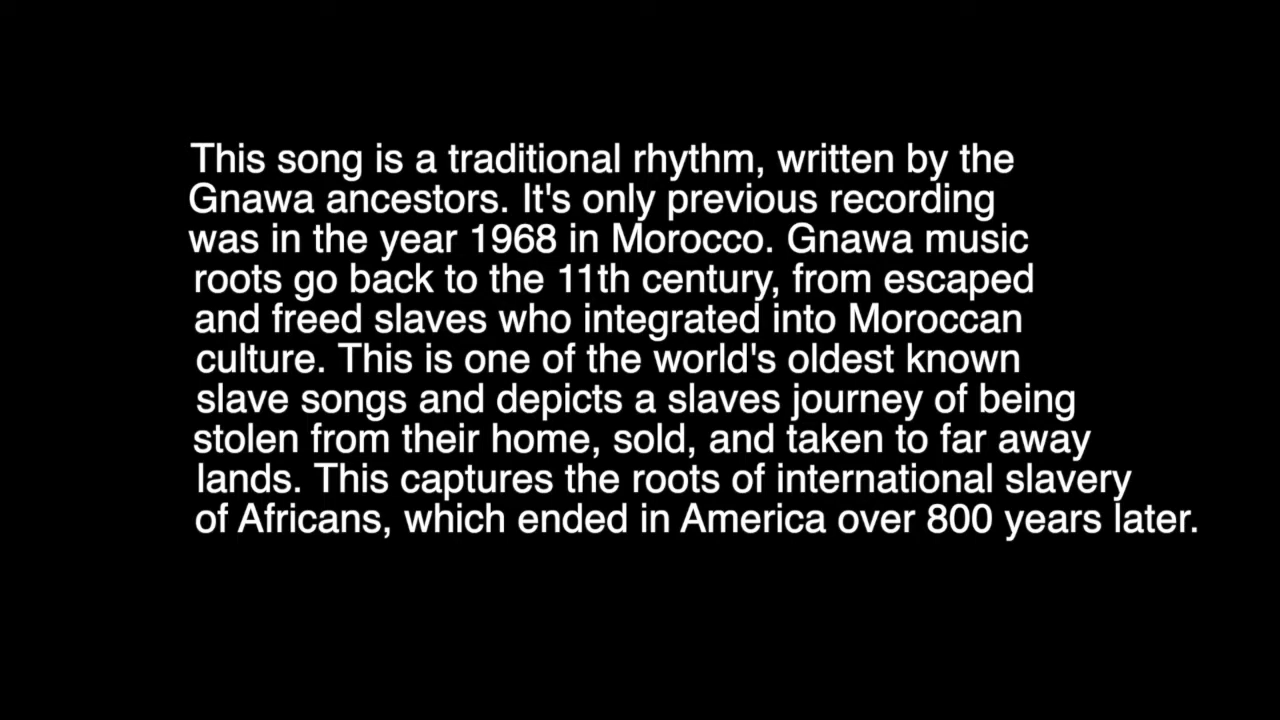 This song is a traditional rhythm, written by the
Gnawa ancestors. It's only previous recording
was in the year 1968 in Morocco. Gnawa music
roots go back to the 11th century, from escaped
and freed slaves who integrated into Moroccan
culture. This is one of the world's oldest known
slave songs and depicts a slaves journey of being
stolen from their home, sold, and taken to far away
lands. This captures the roots of international slavery
of Africans, which ended in America over 800 years later.